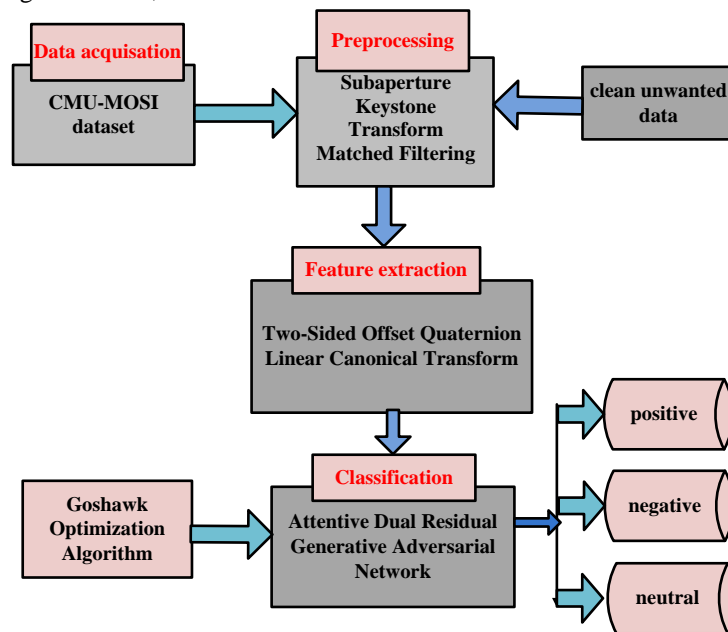 Data acquisition
CMU-MOSI
dataset
Preprocessing
Subaperture
Keystone
Transform
Matched Filtering
clean unwanted
data
Feature extraction
Two-Sided Offset Quaternion
Linear Canonical Transform
Classification
Attentive Dual Residual
Generative Adversarial
Network
Goshawk
Optimization
Algorithm
positive
negative
neutral